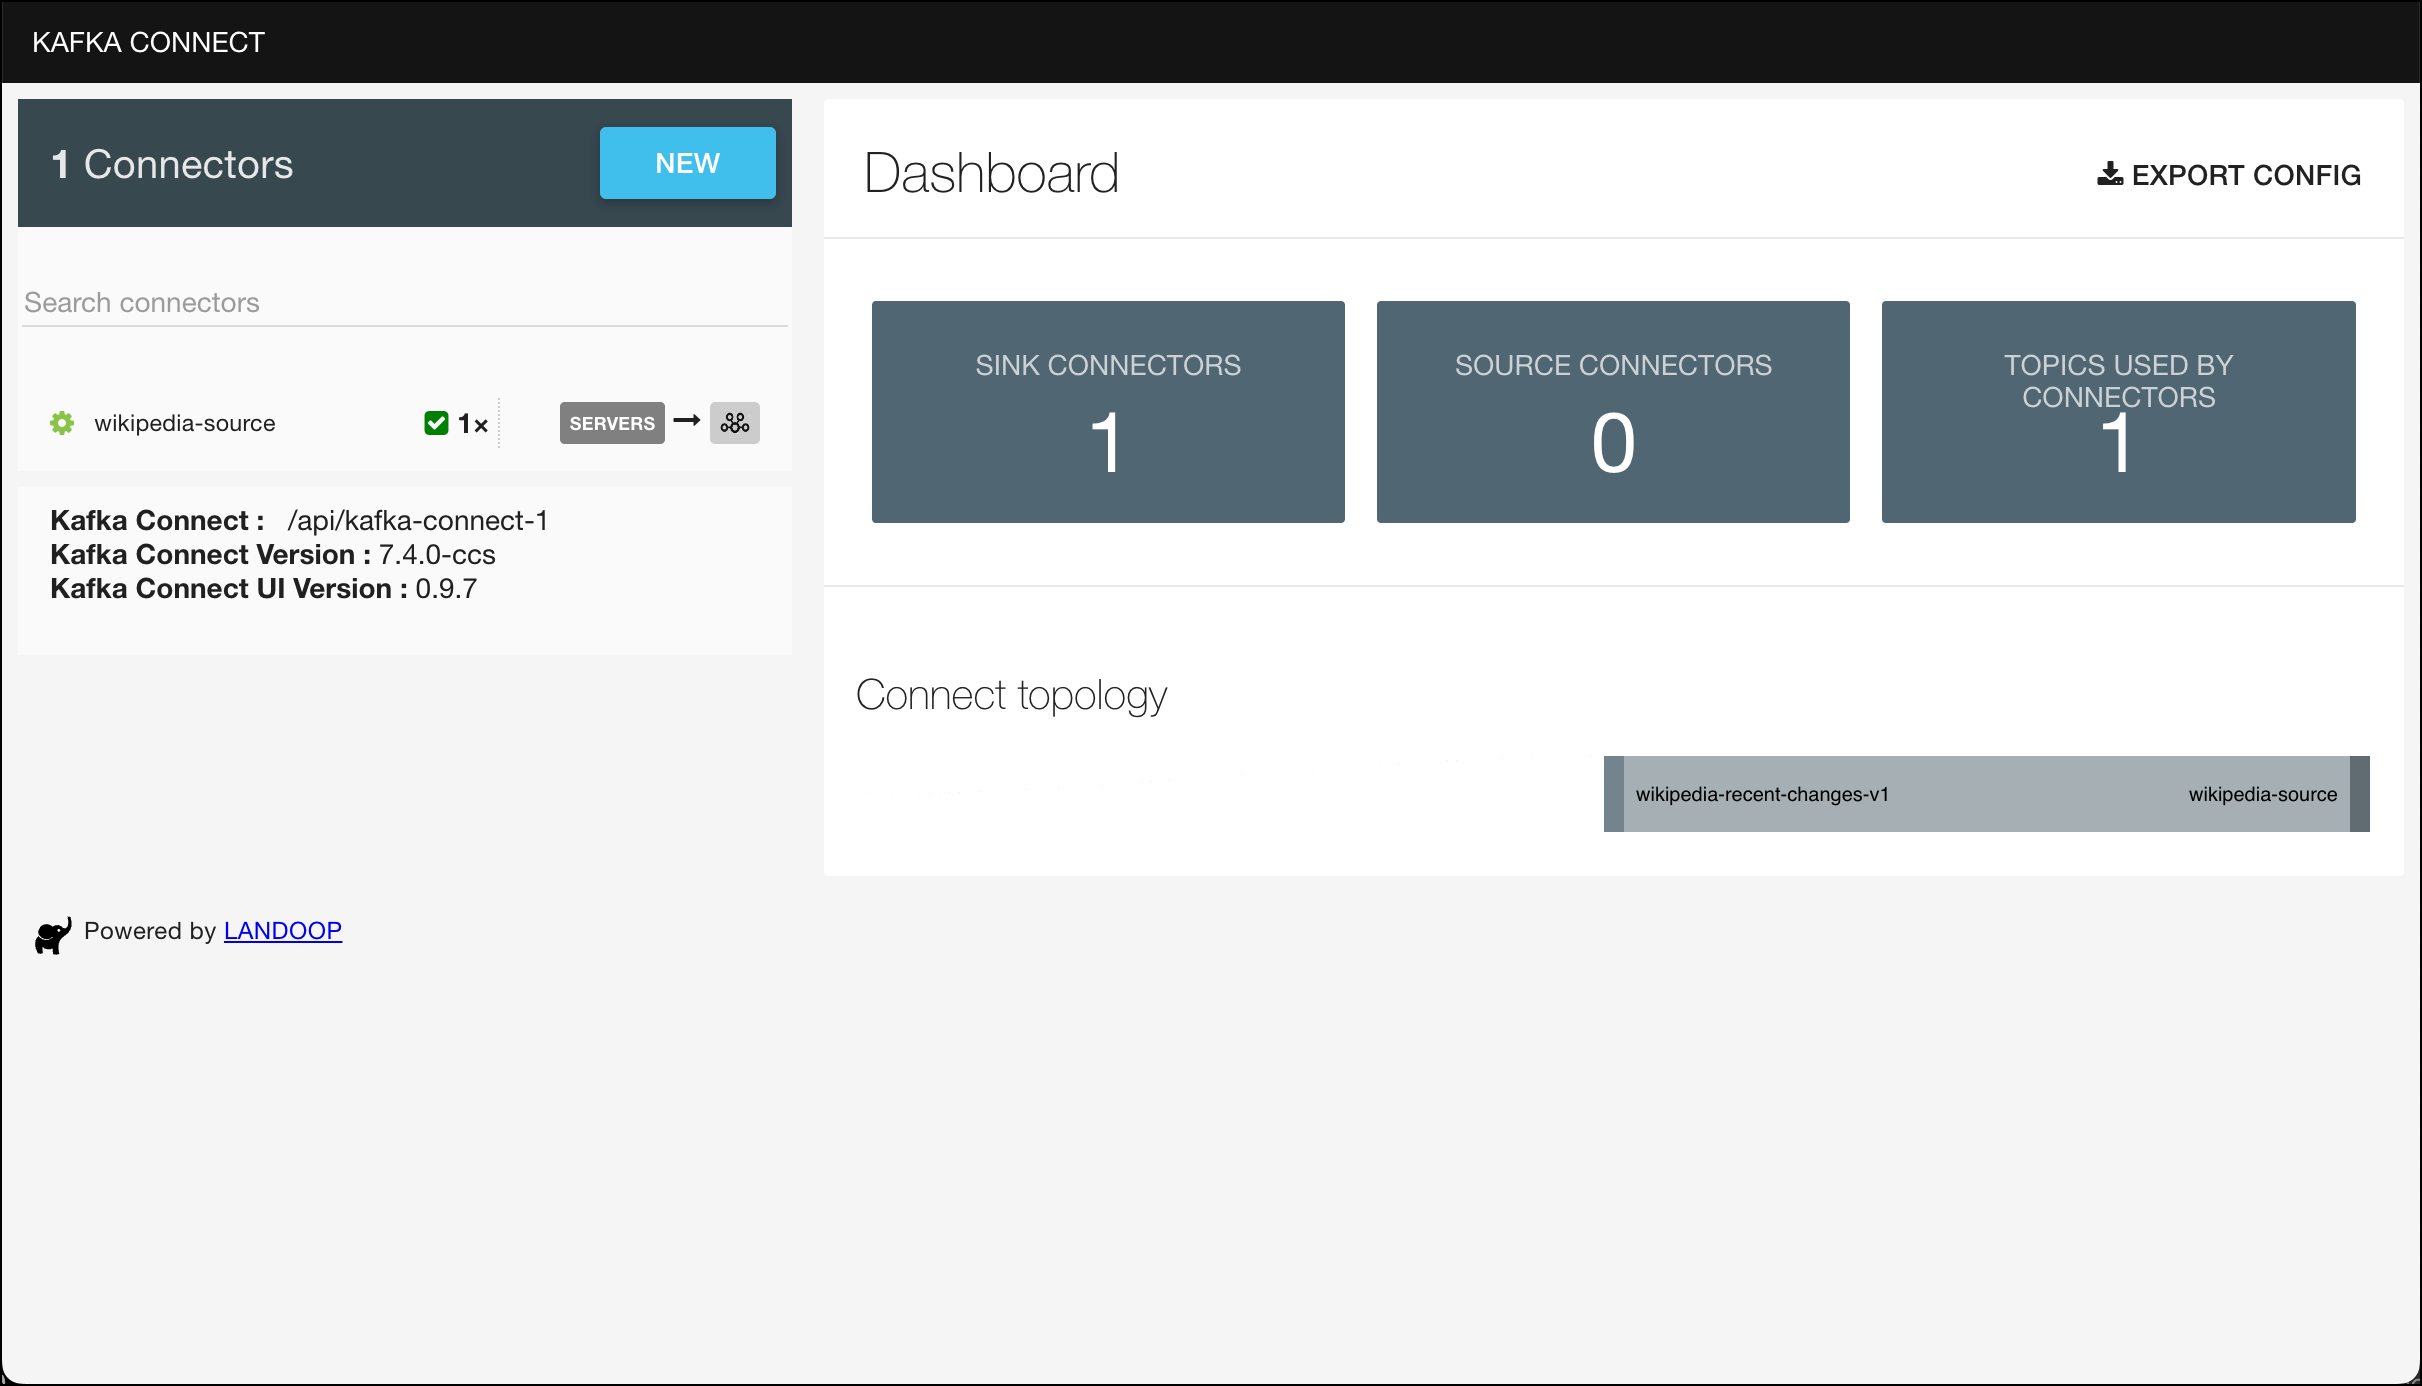 KAFKA CONNECT
1 Connectors
NEW
Search connectors
wikipedia-source
1×
SERVERS
Kafka Connect : /api/kafka-connect-1
Kafka Connect Version : 7.4.0-ccs
Kafka Connect UI Version : 0.9.7
Powered by LANDOOP
Dashboard
EXPORT CONFIG
SINK CONNECTORS
1
SOURCE CONNECTORS
0
TOPICS USED BY
CONNECTORS
1
Connect topology
wikipedia-recent-changes-v1
wikipedia-source